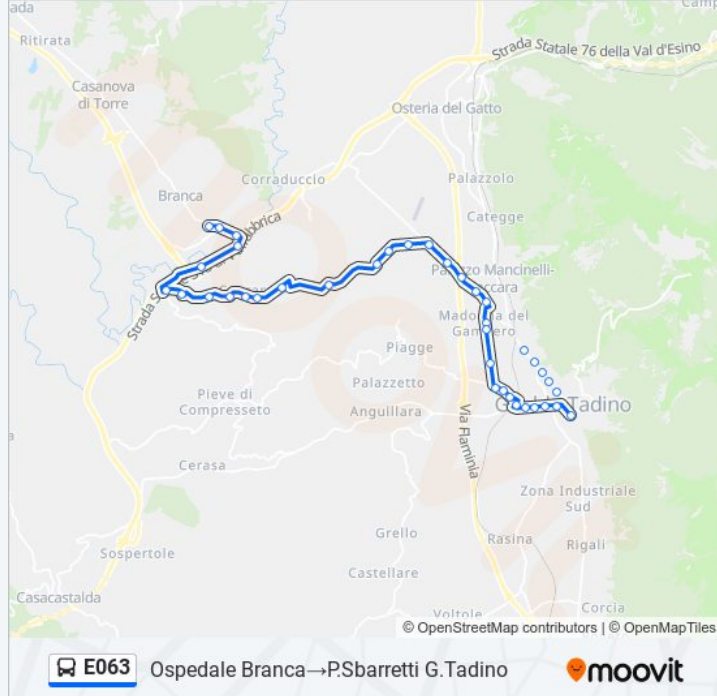 ada
Camp
Ritirata
Strada Statale 76 della Val d'Esino
Casanova
di Torre
Osteria del Gatto
Corraduccio
Palazzolo
Branca
Categge
Mancinelli-
Madonna del
Piagge
Palazzetto
Pieve di
Compresseto
Anguillara
Tadino
Via Flaminia
Cerasa
Zona Industriale
Sud
Grello
Rasina
Rigali
Sospertole
Castellare
Casacastalda
Voltole
Corcia
© OpenStreetMap contributors | © OpenMapTiles
E063 Ospedale Branca→P.Sbarretti G.Tadino
moovit